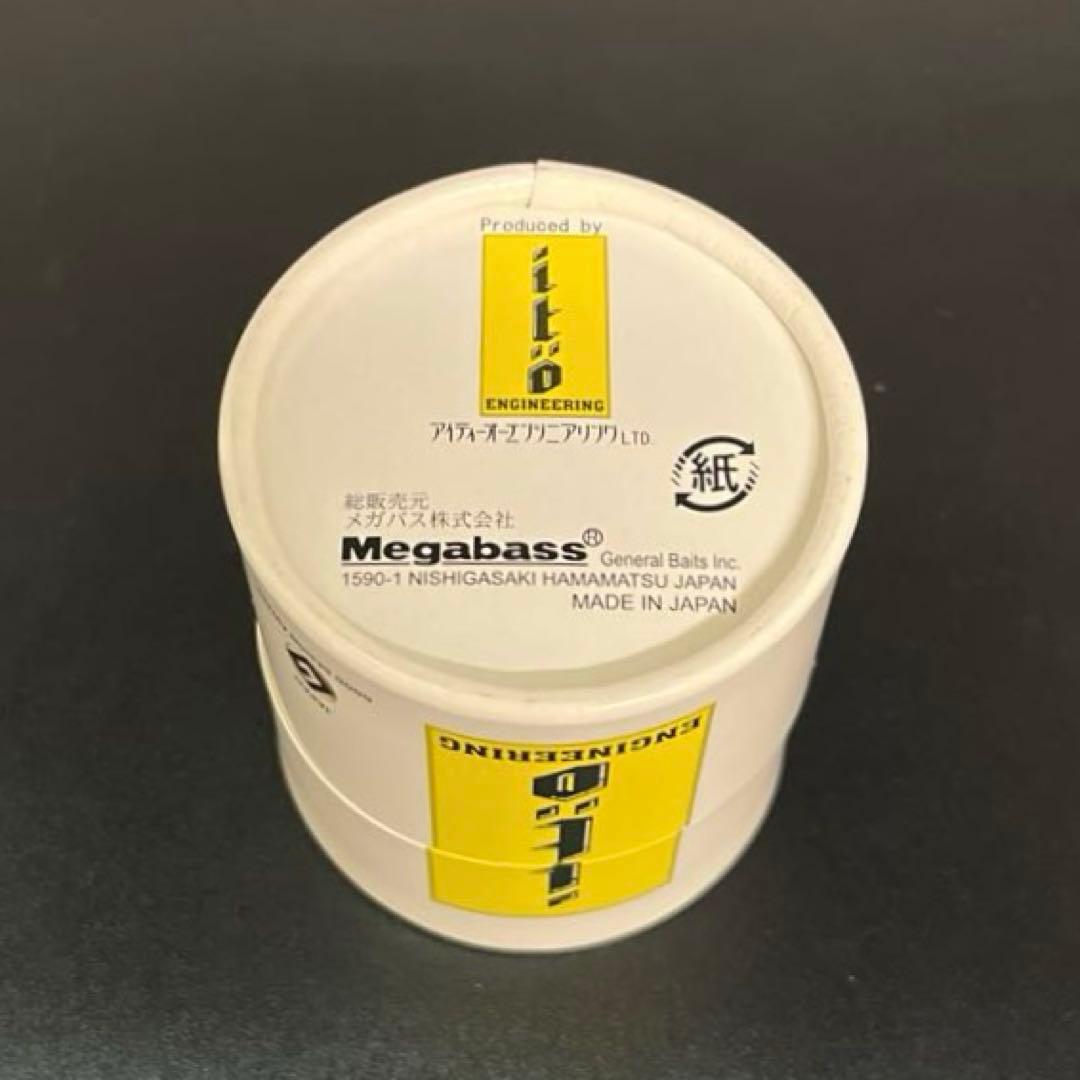 Produced by
itö
ENGINEERING
アイティーオーエンジニアリングLTD.
紙
総販売元
メガバス株式会社
Megabass® General Baits Inc.
1590-1 NISHIGASAKI HAMAMATSU JAPAN
MADE IN JAPAN
ENGINEERING
itö